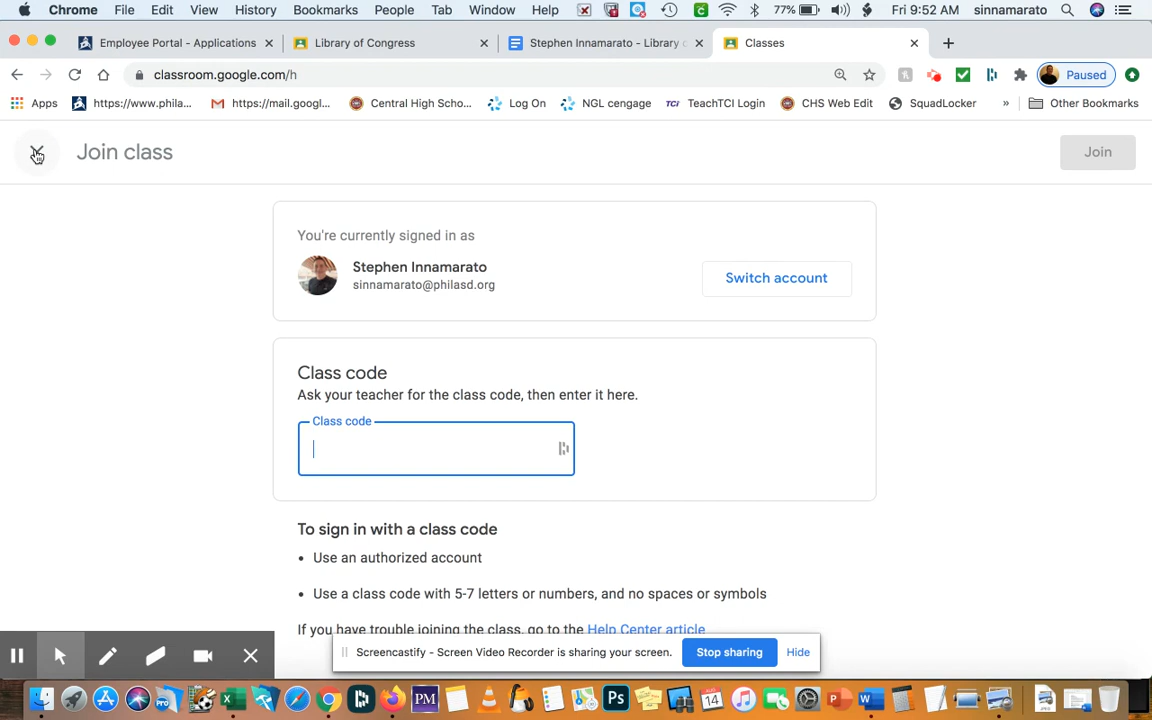 Chrome File Edit View History Bookmarks People Tab Window Help 77% Fri 9:52 AM sinnamarato
Employee Portal - Applications Library of Congress Stephen Innamarato - Library Classes
classroom.google.com/h Paused
Apps https://www.phila... https://mail.googl... Central High Scho... Log On NGL cengage TCI TeachTCI Login CHS Web Edit SquadLocker » Other Bookmarks
Join class Join
You're currently signed in as
Stephen Innamarato
sinnamarato@philasd.org
Switch account
Class code
Ask your teacher for the class code, then enter it here.
Class code
To sign in with a class code
• Use an authorized account
• Use a class code with 5-7 letters or numbers, and no spaces or symbols
If you have trouble joining the class, go to the Help Center article
Screencastify - Screen Video Recorder is sharing your screen. Stop sharing Hide